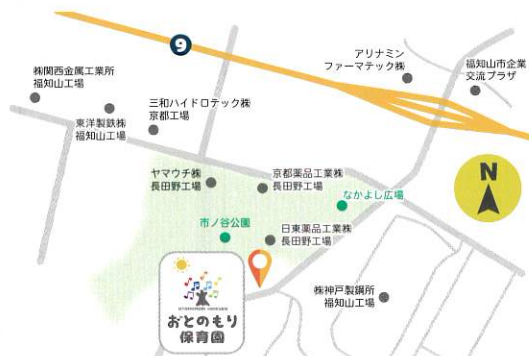 9
アリナミン
ファーマテック㈱
福知山市企業
交流プラザ
㈱関西金属工業所
福知山工場
東洋製鉄㈱
福知山工場
三和ハイドロテック㈱
京都工場
ヤマウチ㈱
長田野工場
京都薬品工業㈱
長田野工場
なかよし広場
N
市ノ谷公園
日東薬品工業㈱
長田野工場
㈱神戸製鋼所
福知山工場
おとのもり
保育園